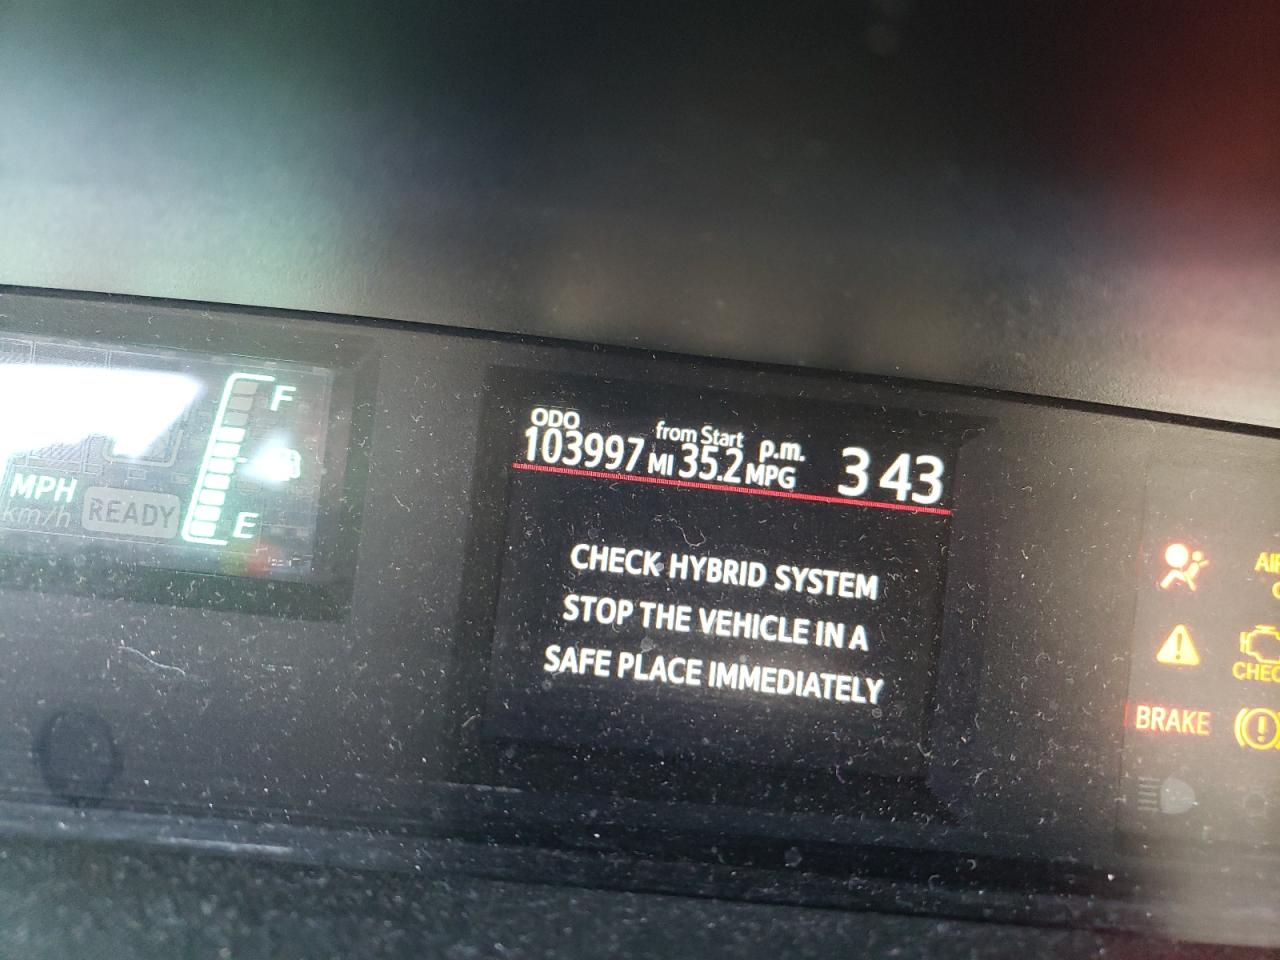 F
MPH
km/h
READY
E
ODO
103997 MI
from Start
35.2 MPG
p.m.
3 43
CHECK HYBRID SYSTEM
STOP THE VEHICLE IN A
SAFE PLACE IMMEDIATELY
BRAKE